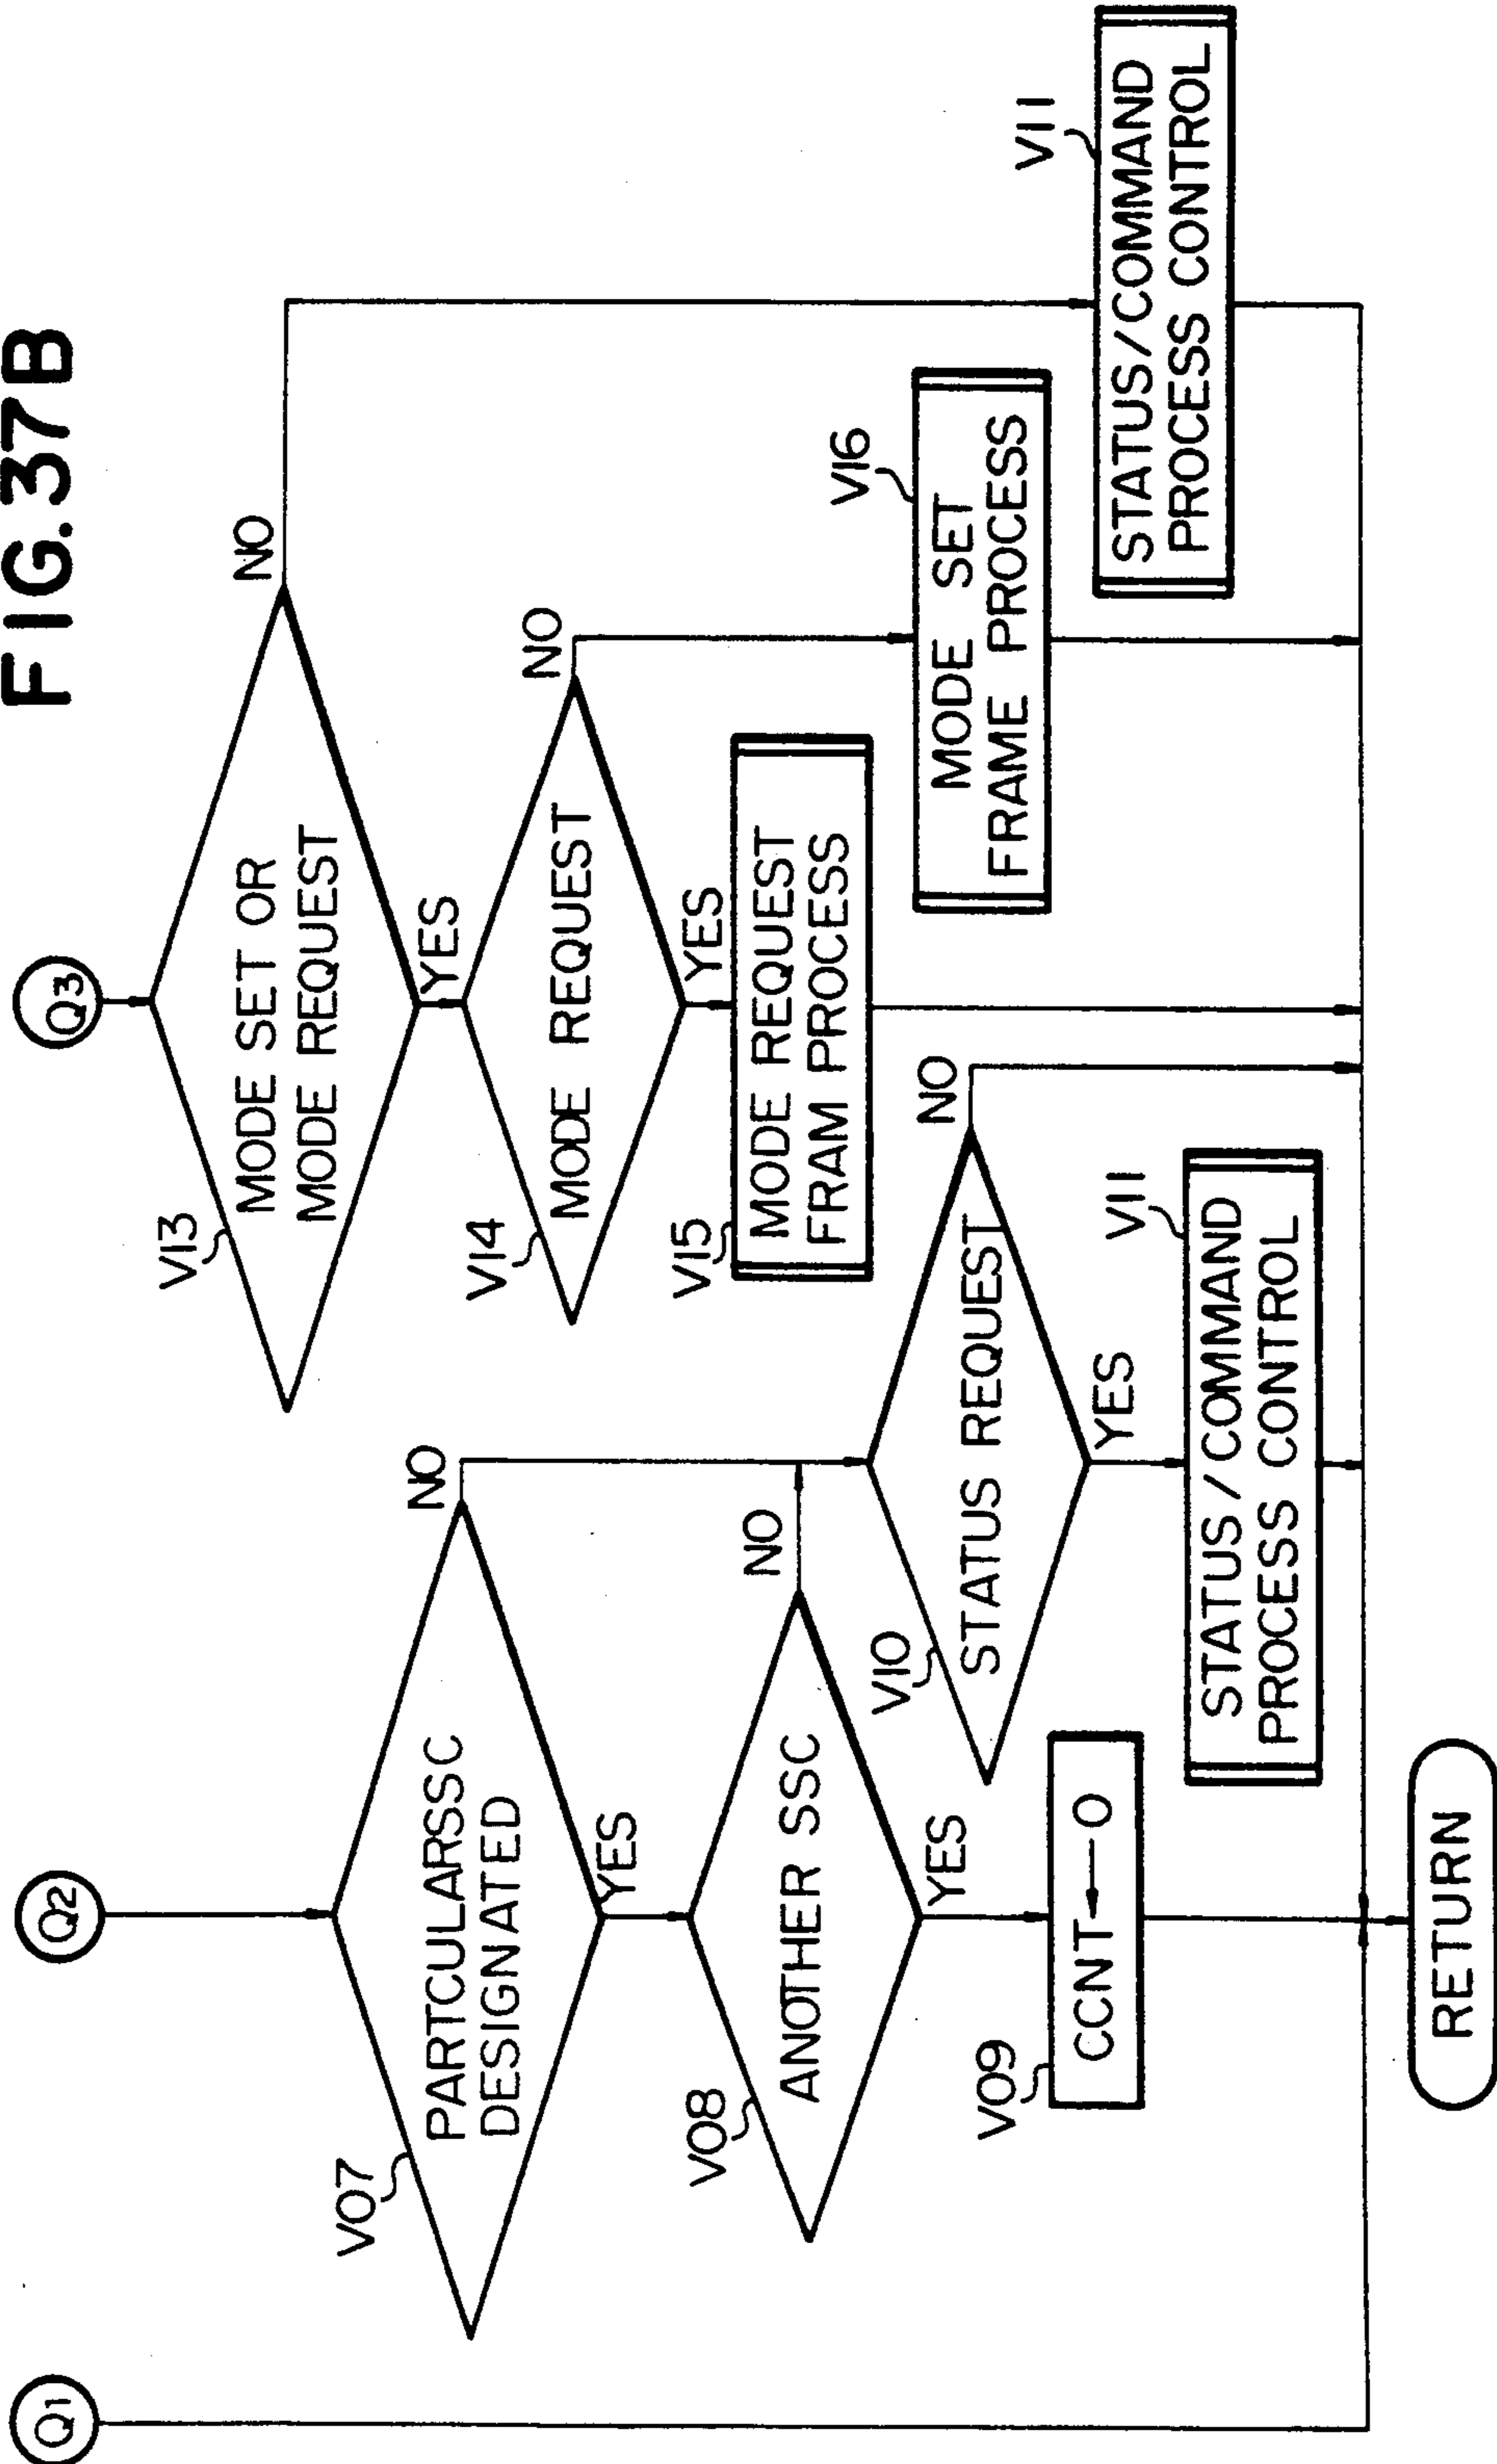 FIG. 37B
Q1
Q2
Q3
V07
PARTCULARSSC
DESIGNATED
NO
YES
V08
ANOTHER SSC
NO
YES
V09
CCNT←0
V10
STATUS REQUEST
NO
YES
V11
STATUS/COMMAND
PROCESS CONTROL
V13
MODE SET OR
MODE REQUEST
NO
YES
V14
MODE REQUEST
NO
YES
V15
MODE REQUEST
FRAM PROCESS
V16
MODE SET
FRAME PROCESS
V11
STATUS/COMMAND
PROCESS CONTROL
RETURN